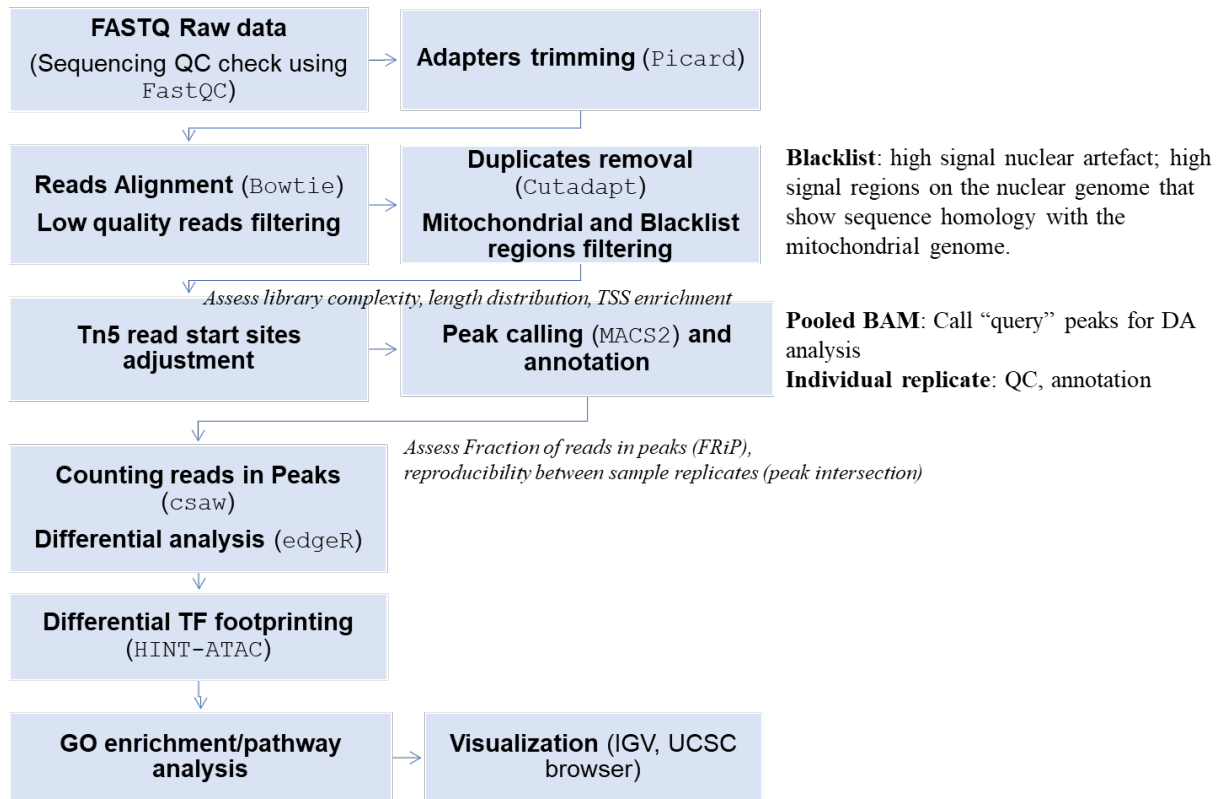 FASTQ Raw data
(Sequencing QC check using
FastQC)
Adapters trimming (Picard)
Reads Alignment (Bowtie)
Low quality reads filtering
Duplicates removal
(Cutadapt)
Mitochondrial and Blacklist
regions filtering
Blacklist: high signal nuclear artefact; high
signal regions on the nuclear genome that
show sequence homology with the
mitochondrial genome.
Assess library complexity, length distribution, TSS enrichment
Tn5 read start sites
adjustment
Peak calling (MACS2) and
annotation
Pooled BAM: Call “query” peaks for DA
analysis
Individual replicate: QC, annotation
Assess Fraction of reads in peaks (FRiP),
reproducibility between sample replicates (peak intersection)
Counting reads in Peaks
(csaw)
Differential analysis (edgeR)
Differential TF footprinting
(HINT-ATAC)
GO enrichment/pathway
analysis
Visualization (IGV, UCSC
browser)